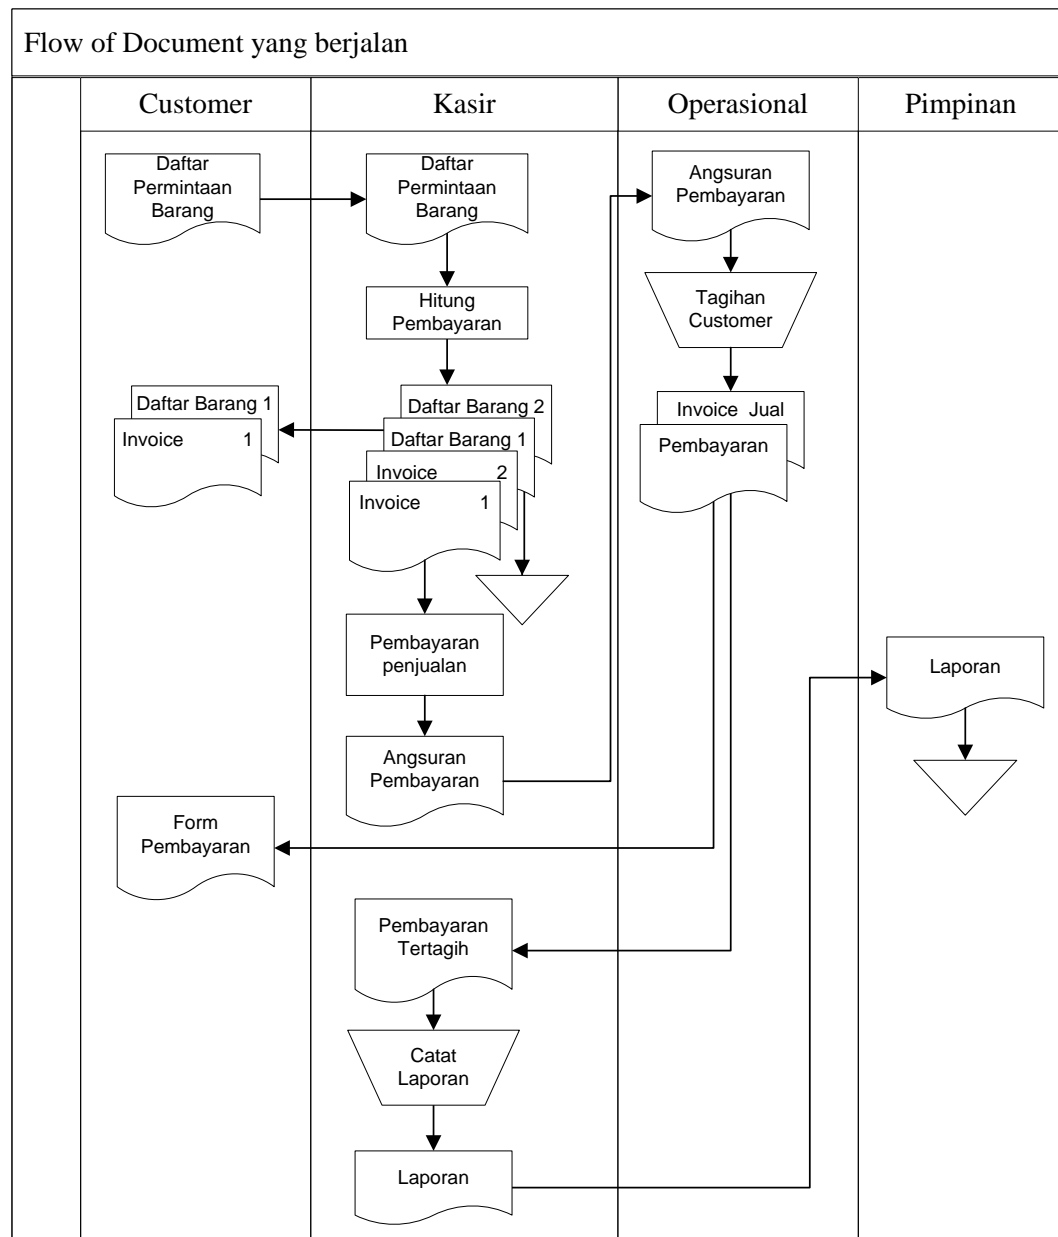 Flow of Document yang berjalan
Customer
Kasir
Operasional
Pimpinan
Daftar
Permintaan
Barang
Daftar
Permintaan
Barang
Angsuran
Pembayaran
Hitung
Pembayaran
Tagihan
Customer
Daftar Barang 1
Invoice 1
Daftar Barang 2
Daftar Barang 1
Invoice 2
Invoice 1
Invoice Jual
Pembayaran
Pembayaran
penjualan
Laporan
Angsuran
Pembayaran
Form
Pembayaran
Pembayaran
Tertagih
Catat
Laporan
Laporan